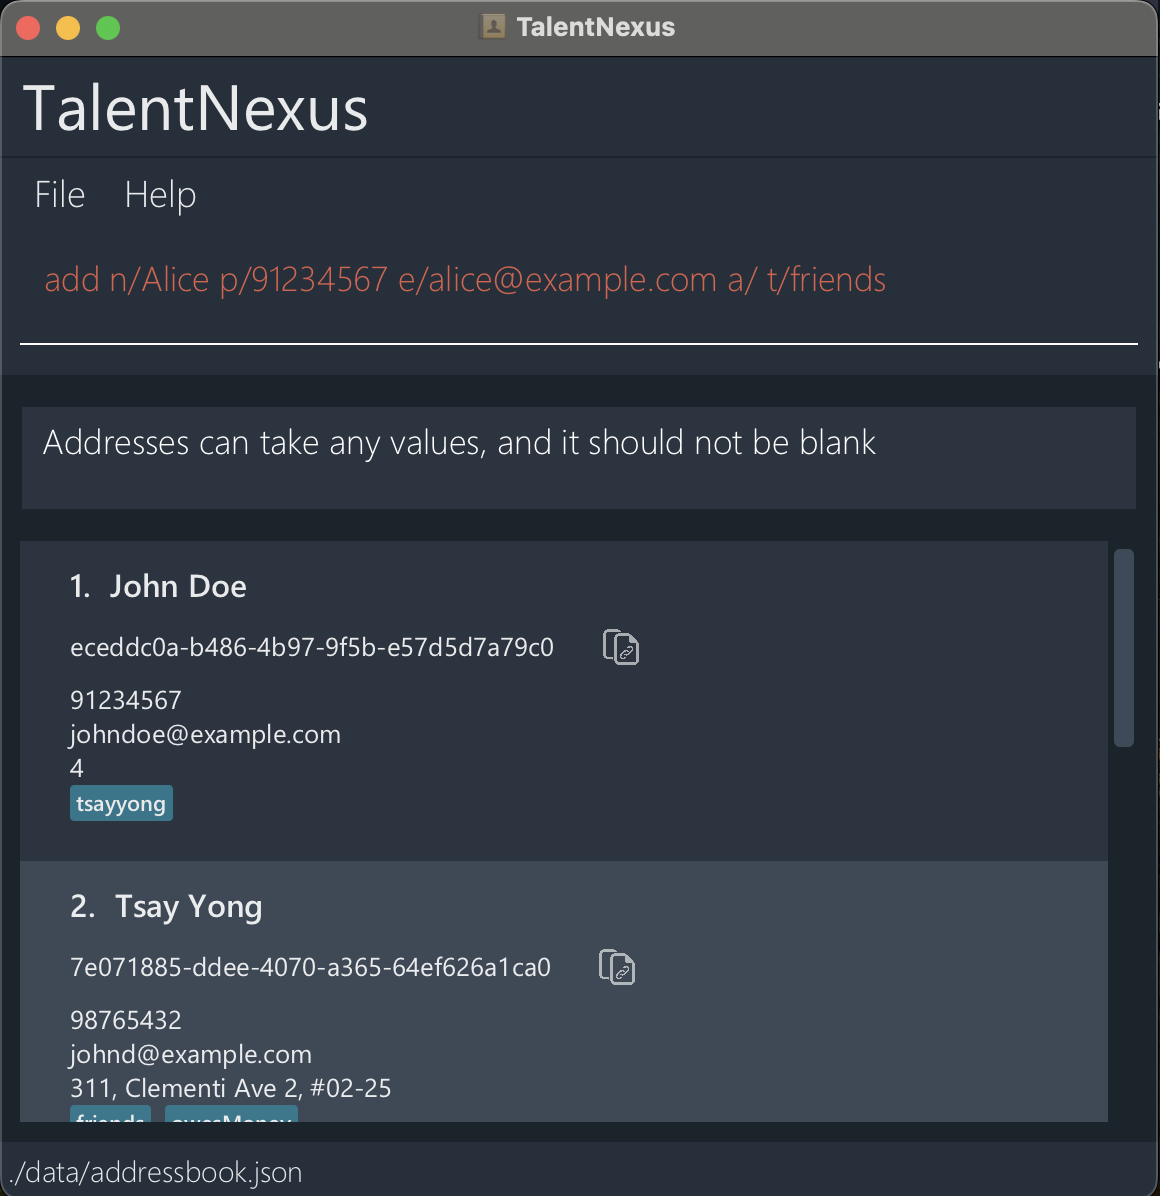 TalentNexus
TalentNexus
File Help
add n/Alice p/91234567 e/alice@example.com a/ t/friends
Addresses can take any values, and it should not be blank
1. John Doe
eceddc0a-b486-4b97-9f5b-e57d5d7a79c0
91234567
johndoe@example.com
4
tsayyong
2. Tsay Yong
7e071885-ddee-4070-a365-64ef626a1ca0
98765432
johnd@example.com
311, Clementi Ave 2, #02-25
friends owesMoney
./data/addressbook.json